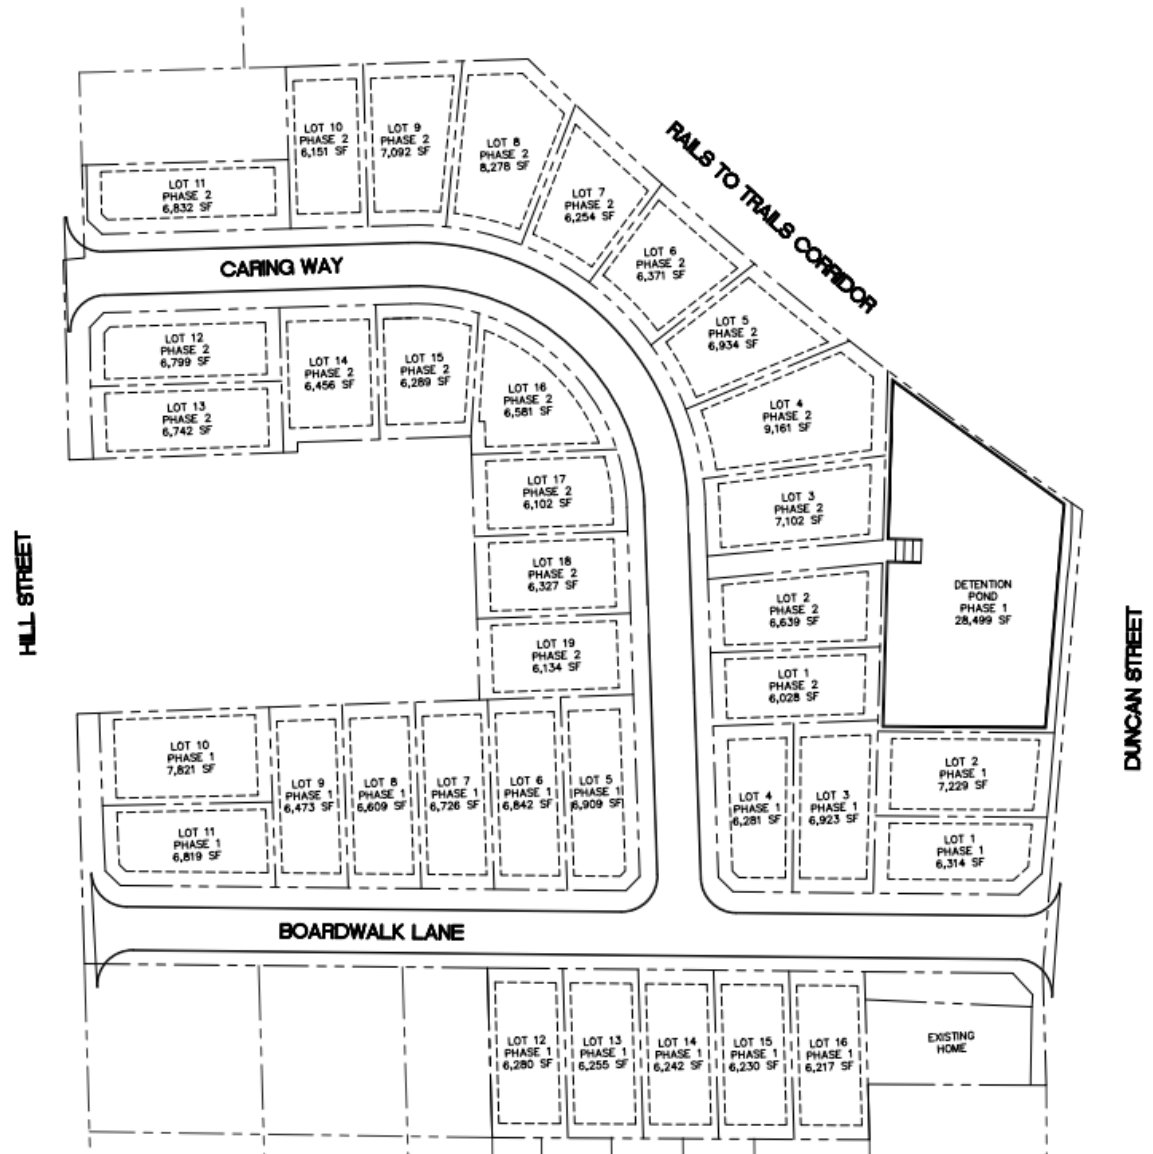 LOT 10
PHASE 2
6,151 SF
LOT 9
PHASE 2
7,092 SF
LOT 8
PHASE 2
8,278 SF
LOT 11
PHASE 2
6,832 SF
LOT 7
PHASE 2
6,254 SF
RAILS TO TRAILS CORRIDOR
LOT 6
PHASE 2
6,371 SF
CARING WAY
LOT 5
PHASE 2
6,934 SF
LOT 12
PHASE 2
6,799 SF
LOT 14
PHASE 2
6,456 SF
LOT 15
PHASE 2
6,289 SF
LOT 16
PHASE 2
6,581 SF
LOT 4
PHASE 2
9,161 SF
LOT 13
PHASE 2
6,742 SF
LOT 17
PHASE 2
6,102 SF
LOT 3
PHASE 2
7,102 SF
LOT 18
PHASE 2
6,327 SF
HILL STREET
LOT 2
PHASE 2
6,639 SF
DETENTION
POND
PHASE 1
28,499 SF
DUNCAN STREET
LOT 19
PHASE 2
6,134 SF
LOT 1
PHASE 2
6,028 SF
LOT 10
PHASE 1
7,821 SF
LOT 9
PHASE 1
6,473 SF
LOT 8
PHASE 1
6,609 SF
LOT 7
PHASE 1
6,726 SF
LOT 6
PHASE 1
6,842 SF
LOT 5
PHASE 1
6,909 SF
LOT 4
PHASE 1
6,281 SF
LOT 3
PHASE 1
6,923 SF
LOT 2
PHASE 1
7,229 SF
LOT 11
PHASE 1
6,819 SF
LOT 1
PHASE 1
6,314 SF
BOARDWALK LANE
LOT 12
PHASE 1
6,280 SF
LOT 13
PHASE 1
6,255 SF
LOT 14
PHASE 1
6,242 SF
LOT 15
PHASE 1
6,230 SF
LOT 16
PHASE 1
6,217 SF
EXISTING
HOME